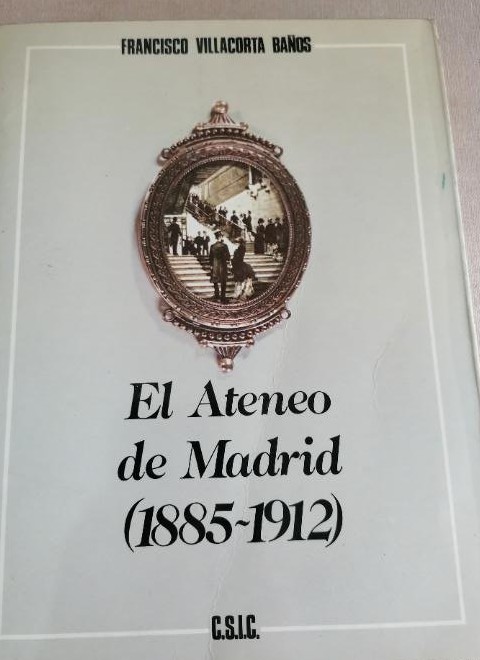 FRANCISCO VILLACORTA BAÑOS
El Ateneo
de Madrid
(1885-1912)
C.S.I.C.